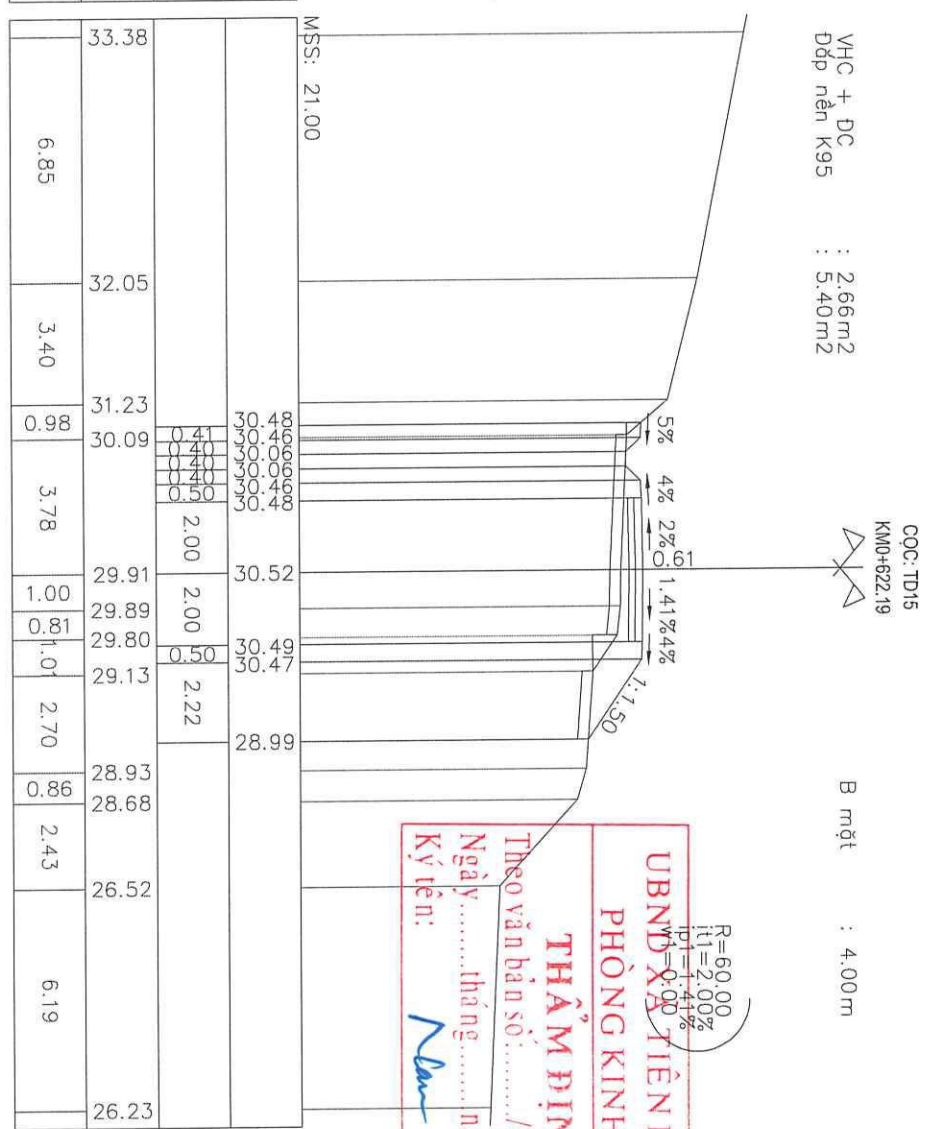 CỌC: TD15
KM0+622.19
VHC + ĐC : 2.66m2
Đắp nền K95 : 5.40m2
B mặt : 4.00m
R=60.00
it1=2.00%
ip1=1.41%
w1=0.00
5% 4% 2% 0.61 1.41% 4% 1:1.50
MSS: 21.00
30.48 30.46 30.06 30.06 30.46 30.48 30.52 30.49 30.47 28.99
0.41 0.40 0.40 0.40 0.50 2.00 2.00 0.50 2.22
33.38 32.05 31.23 30.09 29.91 29.89 29.80 29.13 28.93 28.68 26.52 26.23
6.85 3.40 0.98 3.78 1.00 0.81 1.01 2.70 0.86 2.43 6.19
UBND XÃ TIÊN
PHÒNG KINH
THẨM ĐỊN
Theo văn bản số......../
Ngày........tháng........n
Ký tên: